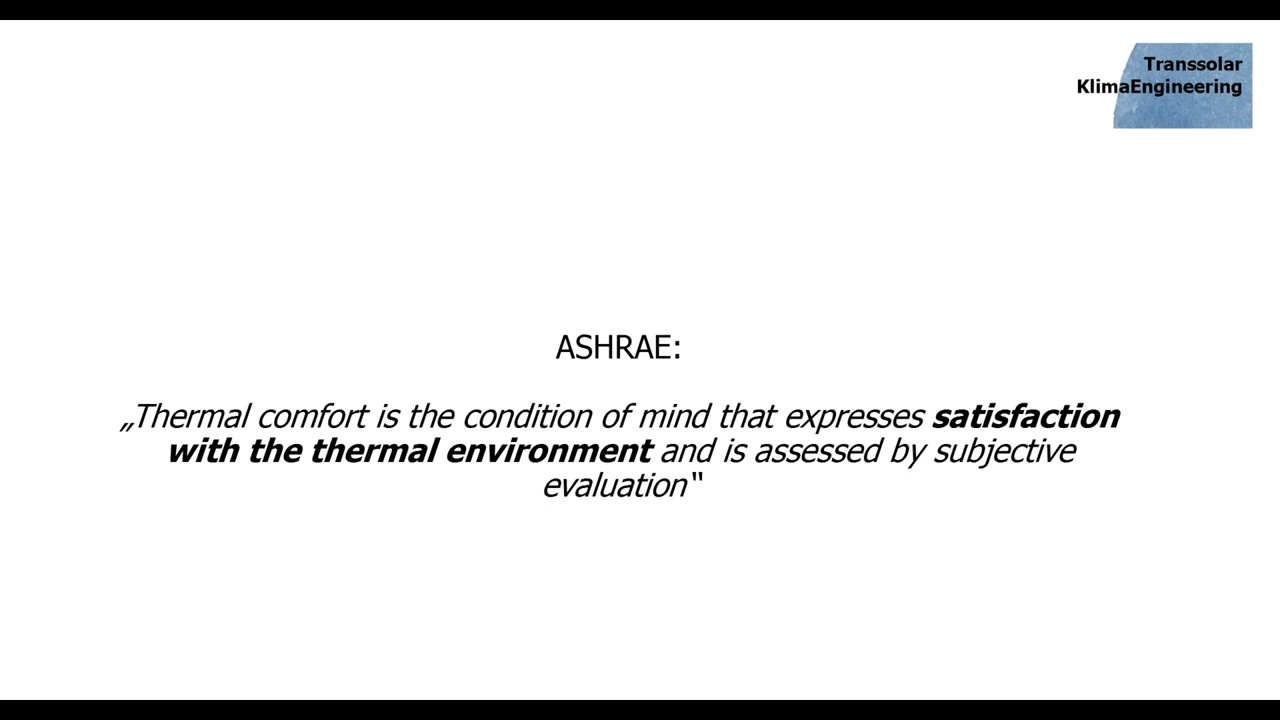 Transsolar
KlimaEngineering
ASHRAE:
„Thermal comfort is the condition of mind that expresses satisfaction
with the thermal environment and is assessed by subjective
evaluation“